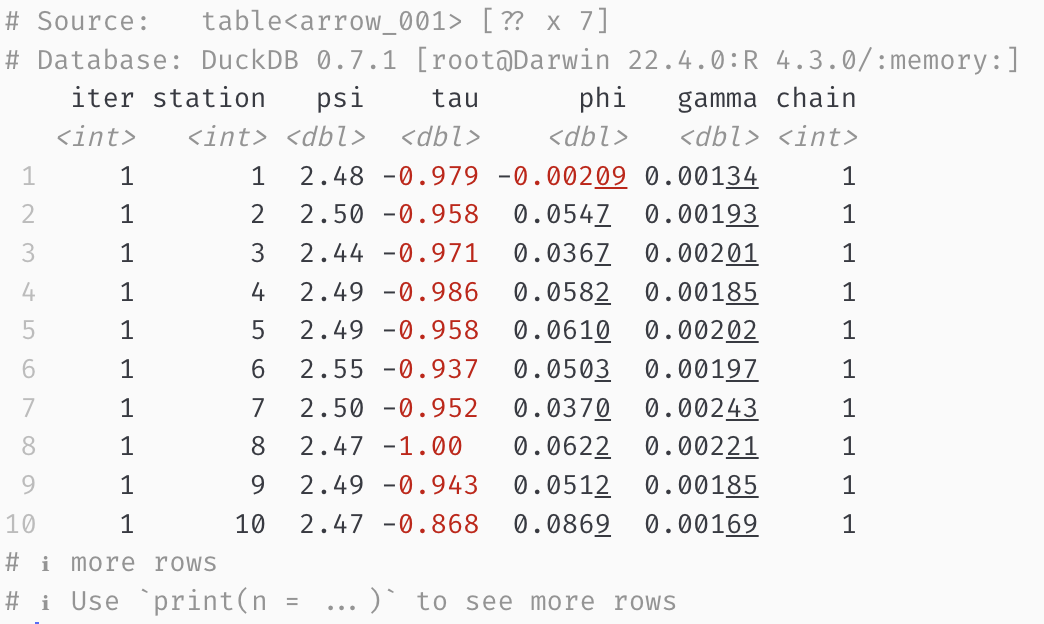 # Source:   table<arrow_001> [?? x 7]
# Database: DuckDB 0.7.1 [root@Darwin 22.4.0:R 4.3.0/:memory:]
    iter station   psi    tau      phi   gamma chain
   <int>   <int> <dbl>  <dbl>    <dbl>   <dbl> <int>
 1     1       1  2.48 -0.979 -0.00209 0.00134     1
 2     1       2  2.50 -0.958  0.0547  0.00193     1
 3     1       3  2.44 -0.971  0.0367  0.00201     1
 4     1       4  2.49 -0.986  0.0582  0.00185     1
 5     1       5  2.49 -0.958  0.0610  0.00202     1
 6     1       6  2.55 -0.937  0.0503  0.00197     1
 7     1       7  2.50 -0.952  0.0370  0.00243     1
 8     1       8  2.47 -1.00   0.0622  0.00221     1
 9     1       9  2.49 -0.943  0.0512  0.00185     1
10     1      10  2.47 -0.868  0.0869  0.00169     1
# ℹ more rows
# ℹ Use `print(n = ...)` to see more rows